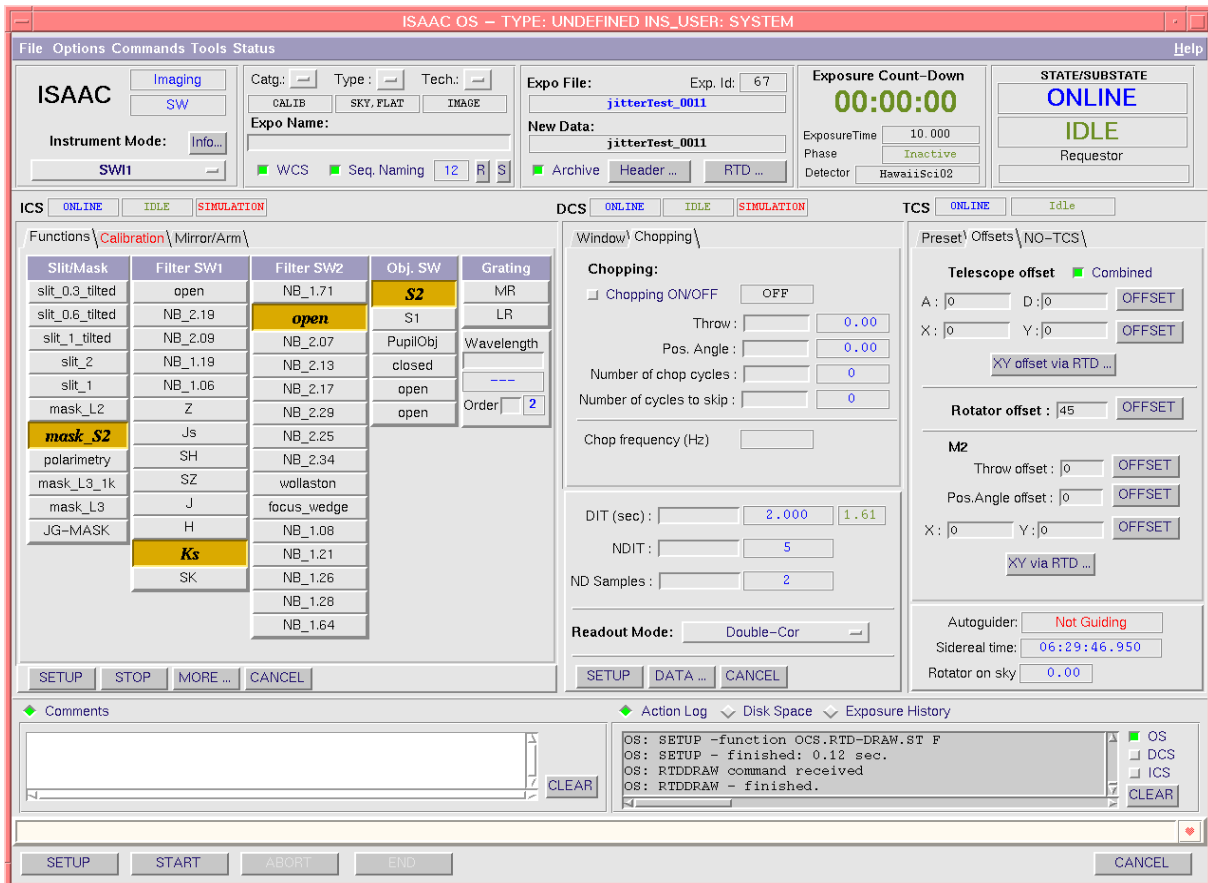 ISAAC OS – TYPE: UNDEFINED INS_USER: SYSTEM
File Options Commands Tools Status Help
ISAAC
Imaging
SW
Instrument Mode: Info...
SWI1
Catg.: Type : Tech.:
CALIB SKY,FLAT IMAGE
Expo Name:
WCS Seq. Naming 12 R S
Expo File: Exp. Id: 67
jitterTest_0011
New Data:
jitterTest_0011
Archive Header ... RTD ...
Exposure Count-Down
00:00:00
ExposureTime 10.000
Phase Inactive
Detector HawaiiSci02
STATE/SUBSTATE
ONLINE
IDLE
Requestor
ICS ONLINE IDLE SIMULATION
DCS ONLINE IDLE SIMULATION
TCS ONLINE Idle
Functions Calibration Mirror/Arm
Slit/Mask
slit_0.3_tilted
slit_0.6_tilted
slit_1_tilted
slit_2
slit_1
mask_L2
mask_S2
polarimetry
mask_L3_1k
mask_L3
JG-MASK
Filter SW1
open
NB_2.19
NB_2.09
NB_1.19
NB_1.06
Z
Js
SH
SZ
J
H
Ks
SK
Filter SW2
NB_1.71
open
NB_2.07
NB_2.13
NB_2.17
NB_2.29
NB_2.25
NB_2.34
wollaston
focus_wedge
NB_1.08
NB_1.21
NB_1.26
NB_1.28
NB_1.64
Obj. SW
S2
S1
PupilObj
closed
open
open
Grating
MR
LR
Wavelength
---
Order 2
SETUP STOP MORE ... CANCEL
Window Chopping
Chopping:
Chopping ON/OFF OFF
Throw : 0.00
Pos. Angle : 0.00
Number of chop cycles : 0
Number of cycles to skip : 0
Chop frequency (Hz)
DIT (sec) : 2.000 1.61
NDIT : 5
ND Samples : 2
Readout Mode: Double-Cor
SETUP DATA ... CANCEL
Preset Offsets NO-TCS
Telescope offset Combined
A : 0 D : 0 OFFSET
X : 0 Y : 0 OFFSET
XY offset via RTD ...
Rotator offset : 45 OFFSET
M2
Throw offset : 0 OFFSET
Pos.Angle offset : 0 OFFSET
X : 0 Y : 0 OFFSET
XY via RTD ...
Autoguider: Not Guiding
Sidereal time: 06:29:46.950
Rotator on sky 0.00
Comments
CLEAR
Action Log Disk Space Exposure History
OS: SETUP -function OCS.RTD-DRAW.ST F
OS: SETUP - finished: 0.12 sec.
OS: RTDDRAW command received
OS: RTDDRAW - finished.
OS
DCS
ICS
CLEAR
SETUP START ABORT END CANCEL